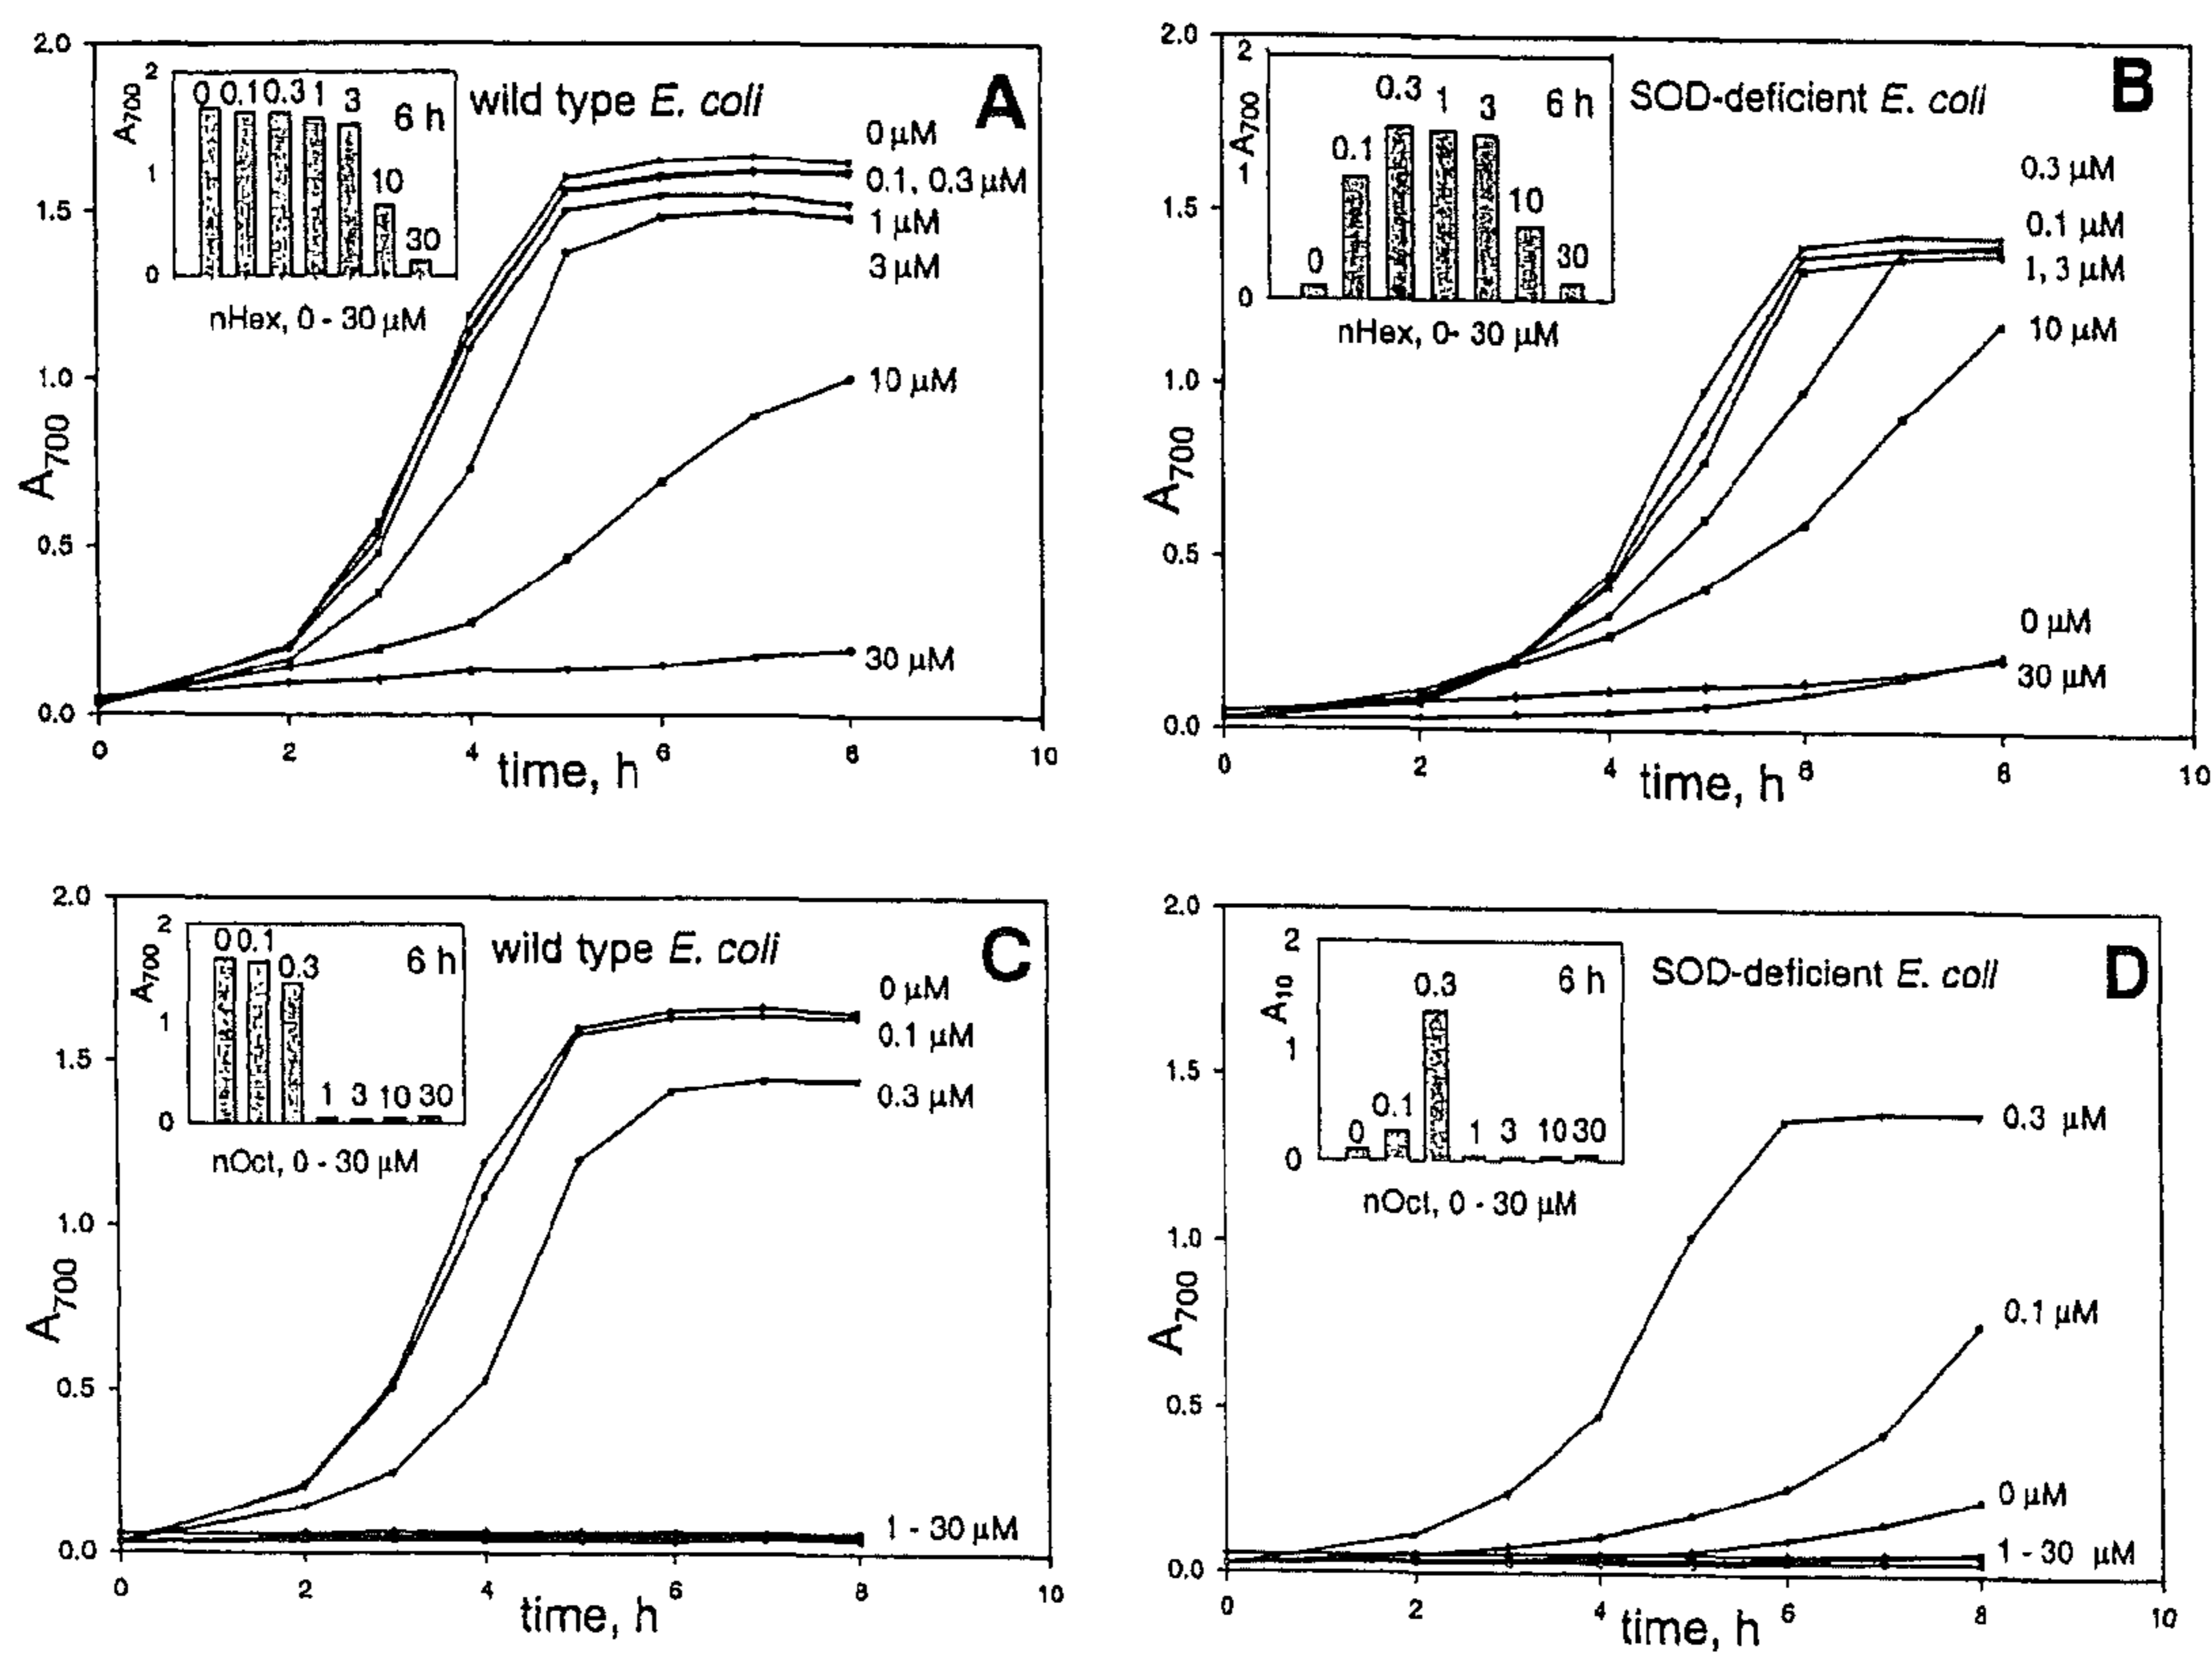 A
wild type E. coli
2.0
1.5
1.0
0.5
0.0
A700
0 2 4 6 8 10
time, h
0 μM
0.1, 0.3 μM
1 μM
3 μM
10 μM
30 μM
A700
2
1
0
0 0.1 0.3 1 3 10 30
6 h
nHex, 0 - 30 μM
B
SOD-deficient E. coli
2.0
1.5
1.0
0.5
0.0
A700
0 2 4 6 8 10
time, h
0.3 μM
0.1 μM
1, 3 μM
10 μM
0 μM
30 μM
A700
2
1
0
0 0.1 0.3 1 3 10 30
6 h
nHex, 0- 30 μM
C
wild type E. coli
2.0
1.5
1.0
0.5
0.0
A700
0 2 4 6 8 10
time, h
0 μM
0.1 μM
0.3 μM
1 - 30 μM
A700
2
1
0
0 0.1 0.3 1 3 10 30
6 h
nOct, 0 - 30 μM
D
SOD-deficient E. coli
2.0
1.5
1.0
0.5
0.0
A700
0 2 4 6 8 10
time, h
0.3 μM
0.1 μM
0 μM
1 - 30 μM
A10
2
1
0
0 0.1 0.3 1 3 10 30
6 h
nOct, 0 - 30 μM